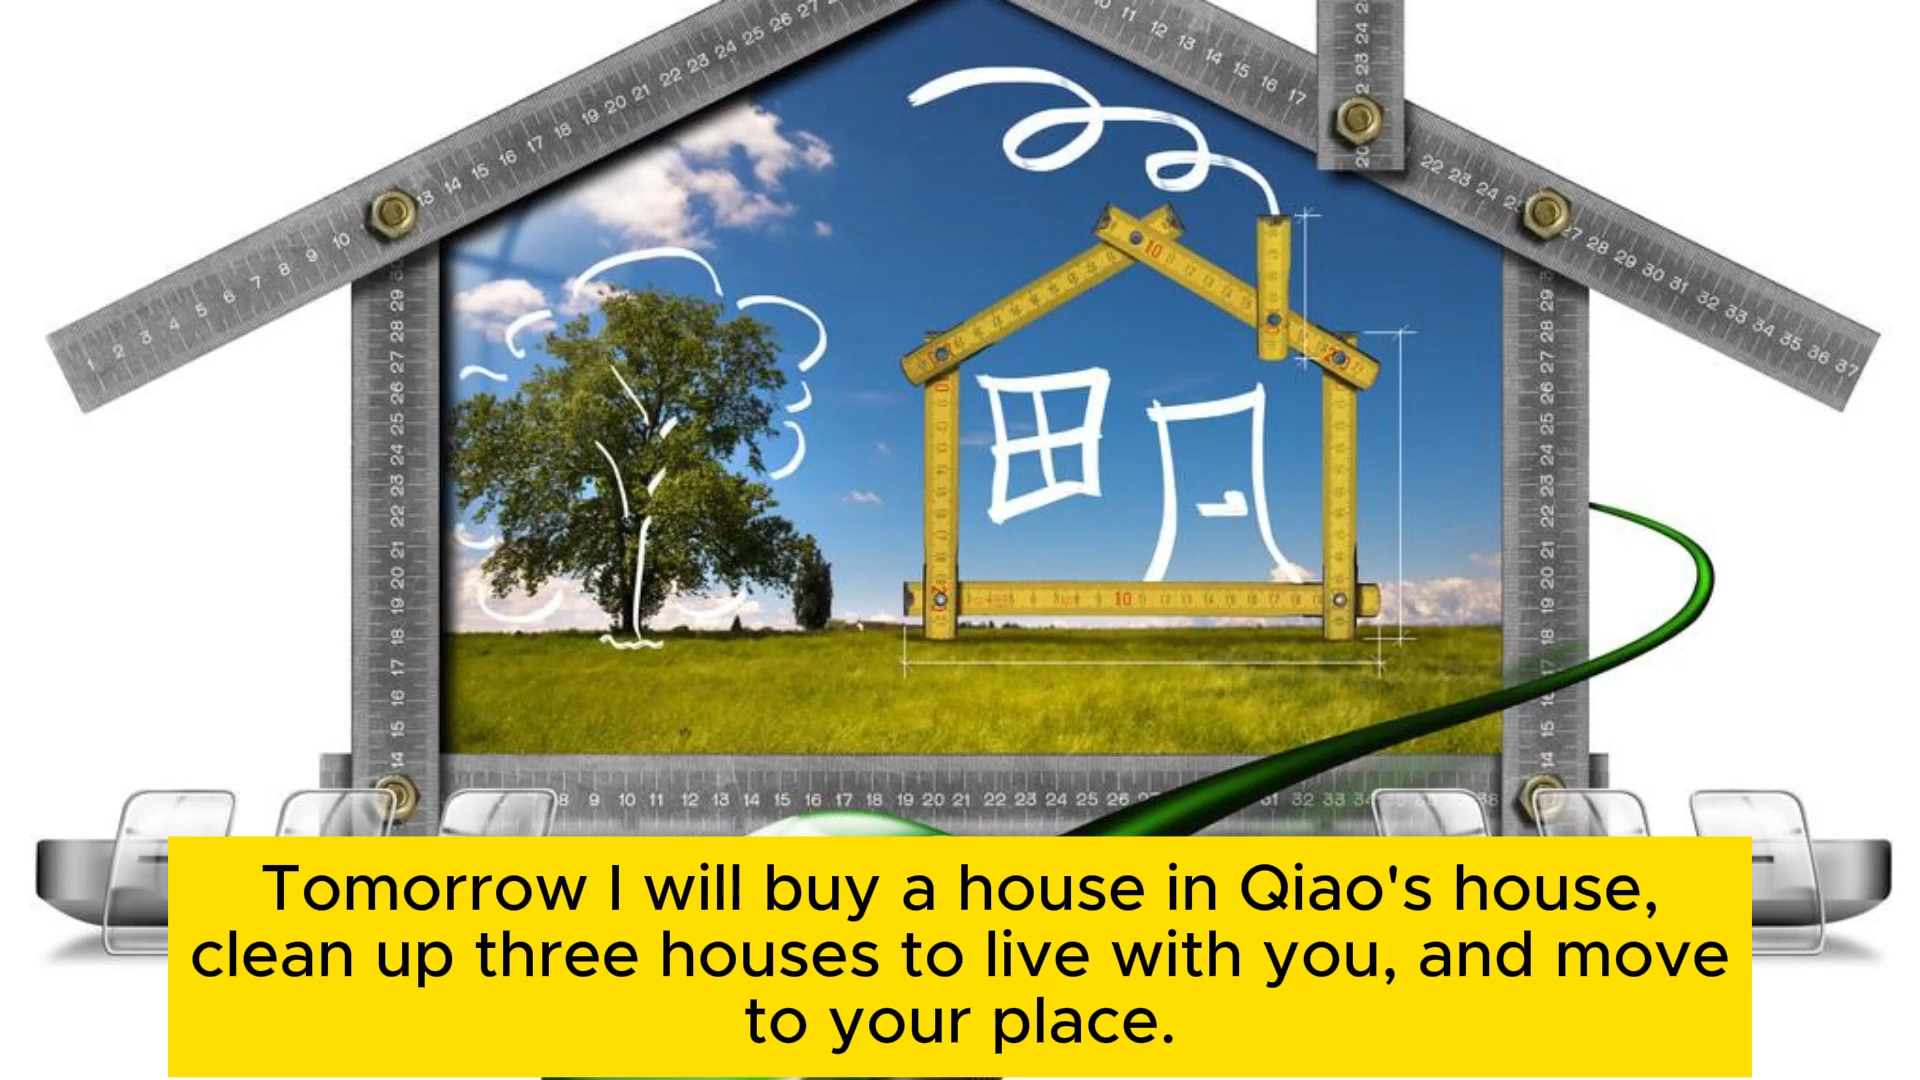 Tomorrow I will buy a house in Qiao's house,
clean up three houses to live with you, and move
to your place.